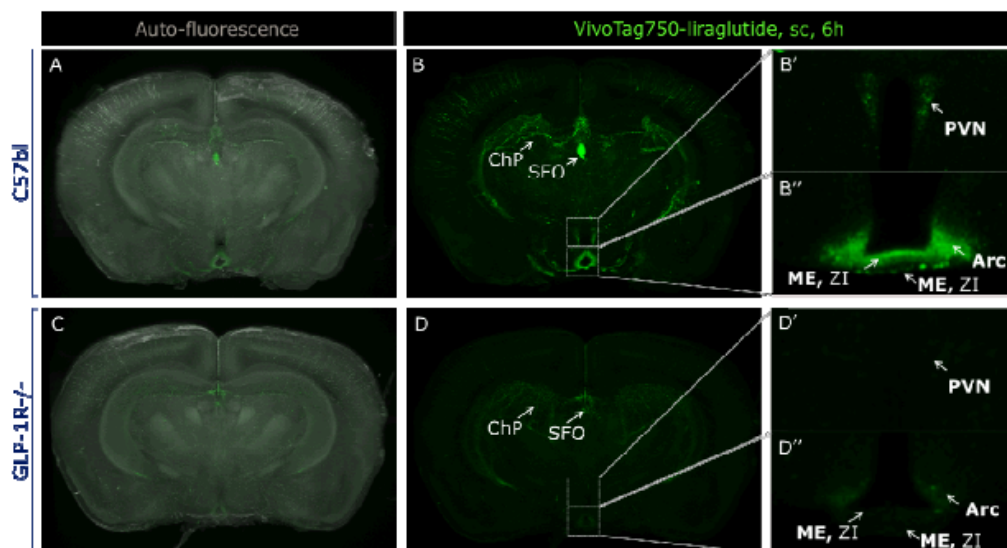 Auto-fluorescence
VivoTag750-liraglutide, sc, 6h
C57bl
A
B
ChP
SFO
B'
PVN
B''
Arc
ME, ZI
ME, ZI
GLP-1R-/-
C
D
ChP
SFO
D'
PVN
D''
Arc
ME, ZI
ME, ZI